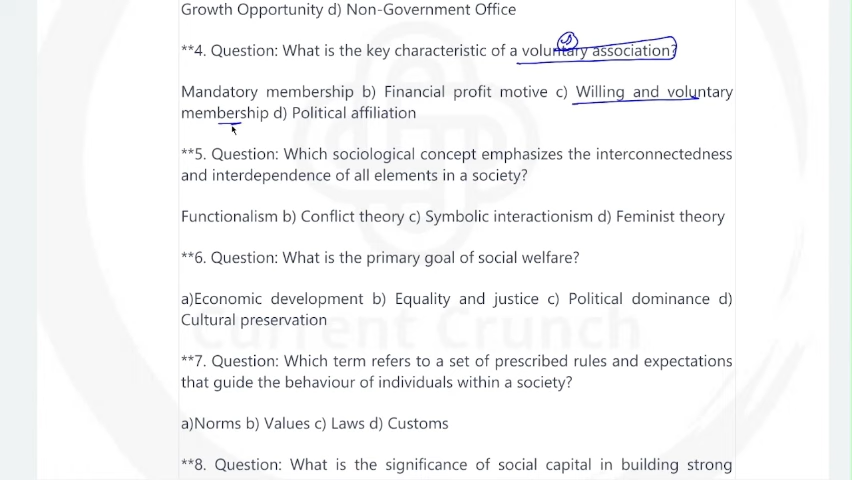 Growth Opportunity d) Non-Government Office
**4. Question: What is the key characteristic of a voluntary association?
Mandatory membership b) Financial profit motive c) Willing and voluntary
membership d) Political affiliation
**5. Question: Which sociological concept emphasizes the interconnectedness
and interdependence of all elements in a society?
Functionalism b) Conflict theory c) Symbolic interactionism d) Feminist theory
**6. Question: What is the primary goal of social welfare?
a)Economic development b) Equality and justice c) Political dominance d)
Cultural preservation
Current Crunch
**7. Question: Which term refers to a set of prescribed rules and expectations
that guide the behaviour of individuals within a society?
a)Norms b) Values c) Laws d) Customs
**8. Question: What is the significance of social capital in building strong